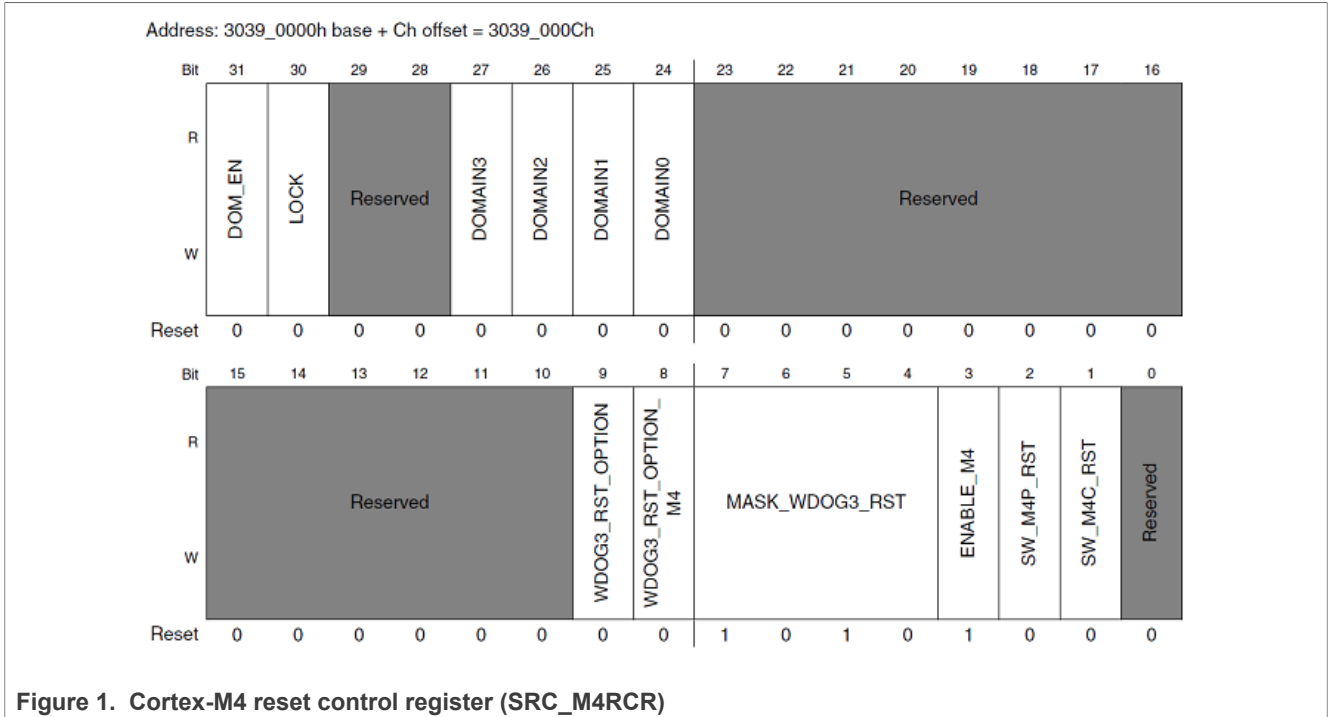 Address: 3039_0000h base + Ch offset = 3039_000Ch
Bit 31 30 29 28 27 26 25 24 23 22 21 20 19 18 17 16
R
DOM_EN
LOCK
Reserved
DOMAIN3
DOMAIN2
DOMAIN1
DOMAIN0
Reserved
W
Reset 0 0 0 0 0 0 0 0 0 0 0 0 0 0 0 0
Bit 15 14 13 12 11 10 9 8 7 6 5 4 3 2 1 0
R
Reserved
WDOG3_RST_OPTION
WDOG3_RST_OPTION_
M4
MASK_WDOG3_RST
ENABLE_M4
SW_M4P_RST
SW_M4C_RST
Reserved
W
Reset 0 0 0 0 0 0 0 0 1 0 1 0 1 0 0 0
Figure 1. Cortex-M4 reset control register (SRC_M4RCR)